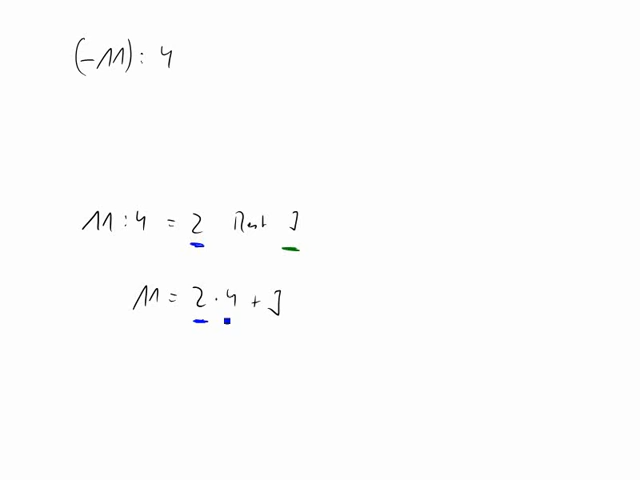 (-11) : 4
11 : 4 = 2 Rest 3
11 = 2 · 4 + 3